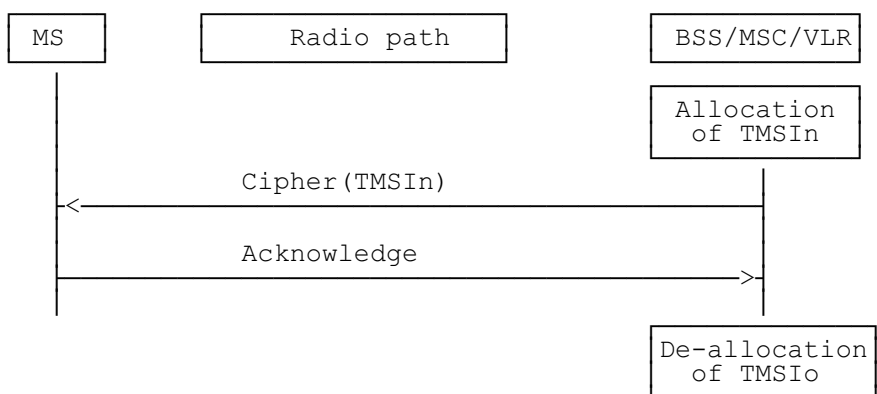 MS
Radio path
BSS/MSC/VLR
Allocation
of TMSIn
Cipher(TMSIn)
Acknowledge
De-allocation
of TMSIo